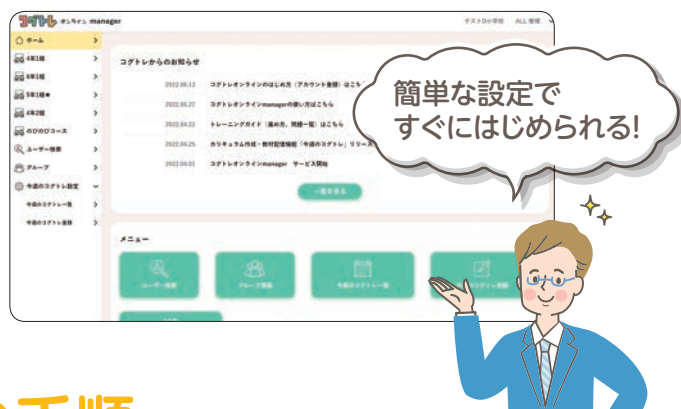 コグトレ オンライン manager
テストD小学校 ALL 管理
ホーム
4年1組
6年1組
5年1組★
6年2組
のびのびコース
ユーザー検索
グループ
今週のコグトレ設定
今週のコグトレ一覧
今週のコグトレ登録
コグトレからのお知らせ
2022.06.13 コグトレオンラインのはじめ方(アカウント登録)はこち
2022.05.27 コグトレオンラインmanagerの使い方はこちら
2022.04.22 トレーニングガイド(進め方、問題一覧)はこちら
2022.04.25 カリキュラム作成・教材配信機能「今週のコグトレ」リリース
2022.04.01 コグトレオンラインmanager サービス開始
一覧を見る
簡単な設定で
すぐにはじめられる!
メニュー
ユーザー検索
グループ登録
今週のコグトレ一覧
コグトレ登録
手順